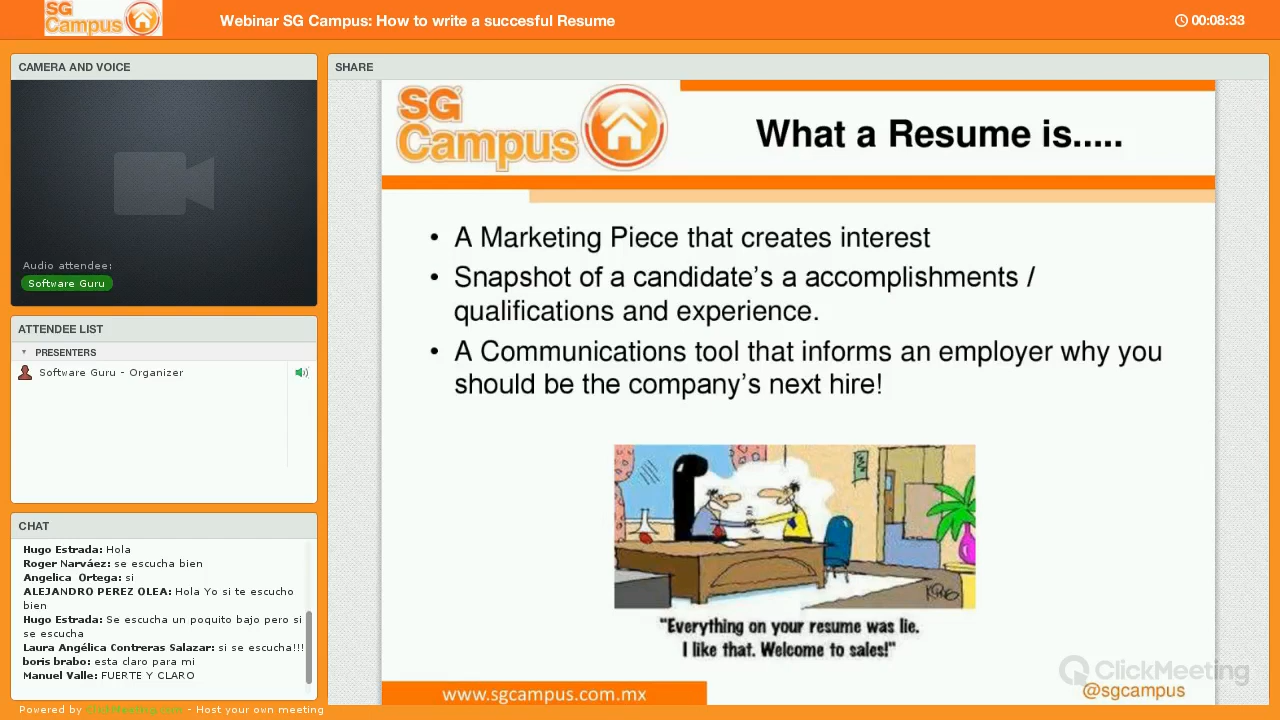 SG
Campus
Webinar SG Campus: How to write a succesful Resume
00:08:33
CAMERA AND VOICE
Audio attendee:
Software Guru
ATTENDEE LIST
PRESENTERS
Software Guru - Organizer
CHAT
Hugo Estrada: Hola
Roger Narváez: se escucha bien
Angelica Ortega: si
ALEJANDRO PEREZ OLEA: Hola Yo si te escucho
bien
Hugo Estrada: Se escucha un poquito bajo pero si
se escucha
Laura Angélica Contreras Salazar: si se escucha!!!
boris brabo: esta claro para mi
Manuel Valle: FUERTE Y CLARO
Powered by ClickMeeting.com - Host your own meeting
SHARE
SG
Campus
What a Resume is.....
• A Marketing Piece that creates interest
• Snapshot of a candidate's a accomplishments /
qualifications and experience.
• A Communications tool that informs an employer why you
should be the company's next hire!
"Everything on your resume was lie.
I like that. Welcome to sales!"
www.sgcampus.com.mx
ClickMeeting
@sgcampus